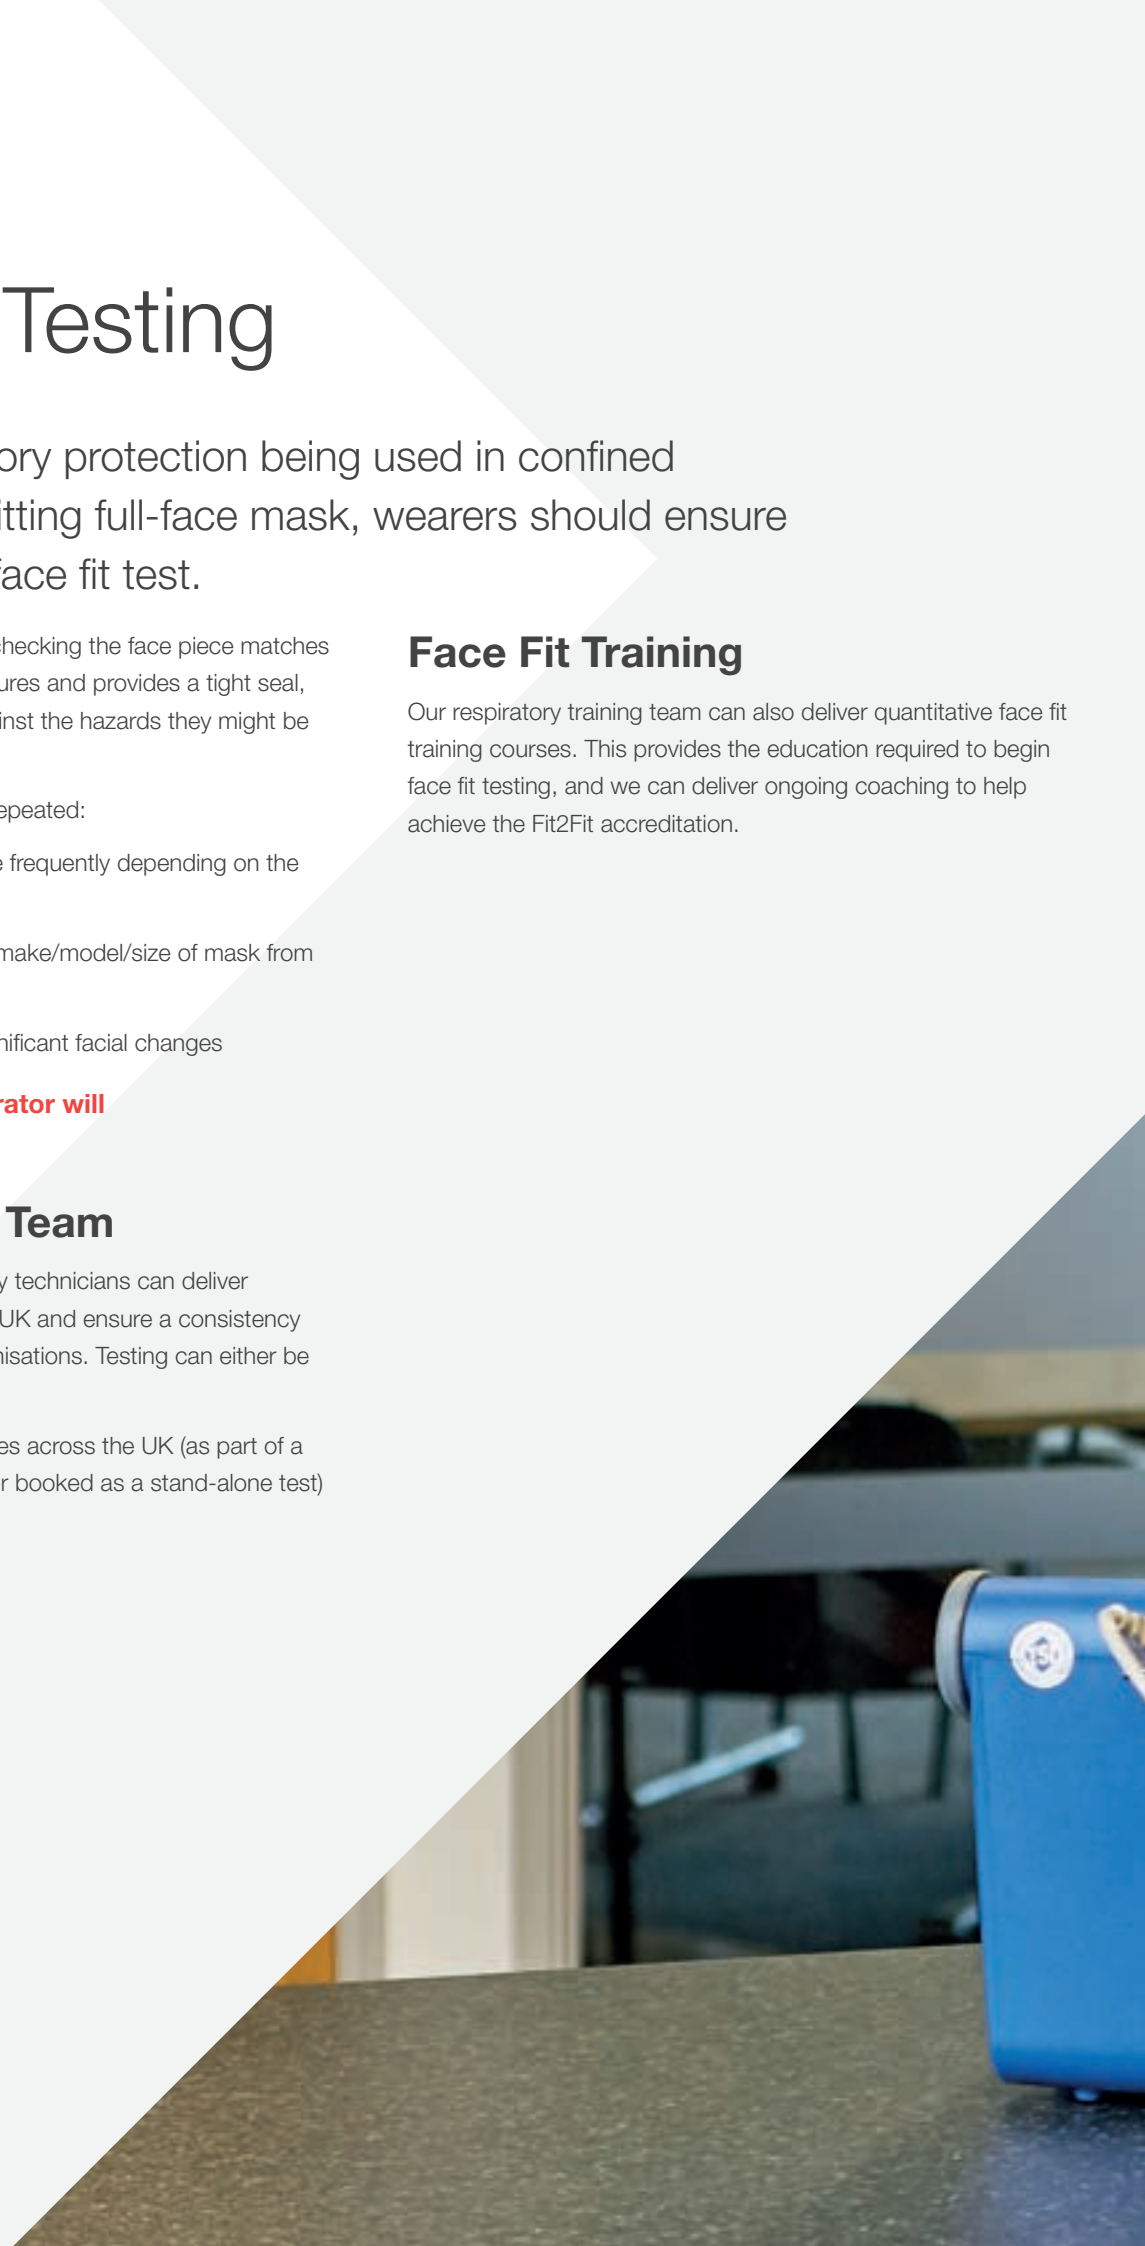 Testing
ory protection being used in confined
itting full-face mask, wearers should ensure
face fit test.
checking the face piece matches
ures and provides a tight seal,
inst the hazards they might be
epeated:
e frequently depending on the
make/model/size of mask from
nificant facial changes
rator will
Team
y technicians can deliver
UK and ensure a consistency
nisations. Testing can either be
es across the UK (as part of a
r booked as a stand-alone test)
Face Fit Training
Our respiratory training team can also deliver quantitative face fit
training courses. This provides the education required to begin
face fit testing, and we can deliver ongoing coaching to help
achieve the Fit2Fit accreditation.